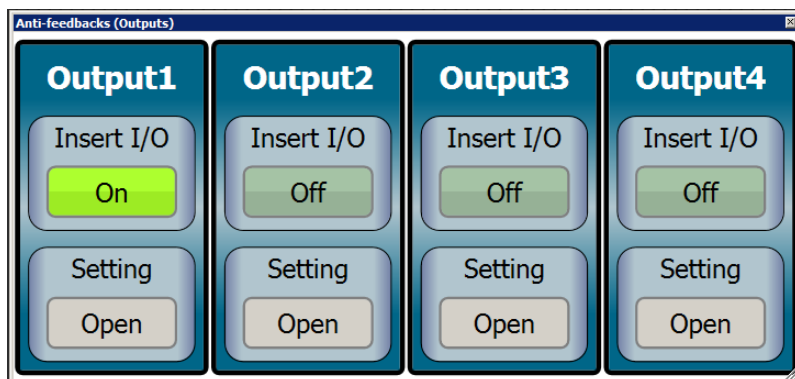 Anti-feedbacks (Outputs)
Output1 Output2 Output3 Output4
Insert I/O Insert I/O Insert I/O Insert I/O
On Off Off Off
Setting Setting Setting Setting
Open Open Open Open